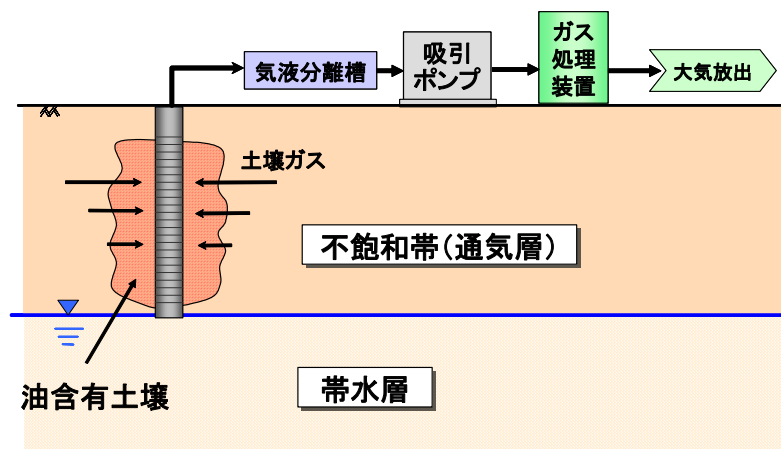 気液分離槽
吸引
ポンプ
ガス
処理
装置
大気放出
土壌ガス
不飽和帯(通気層)
油含有土壌
帯水層